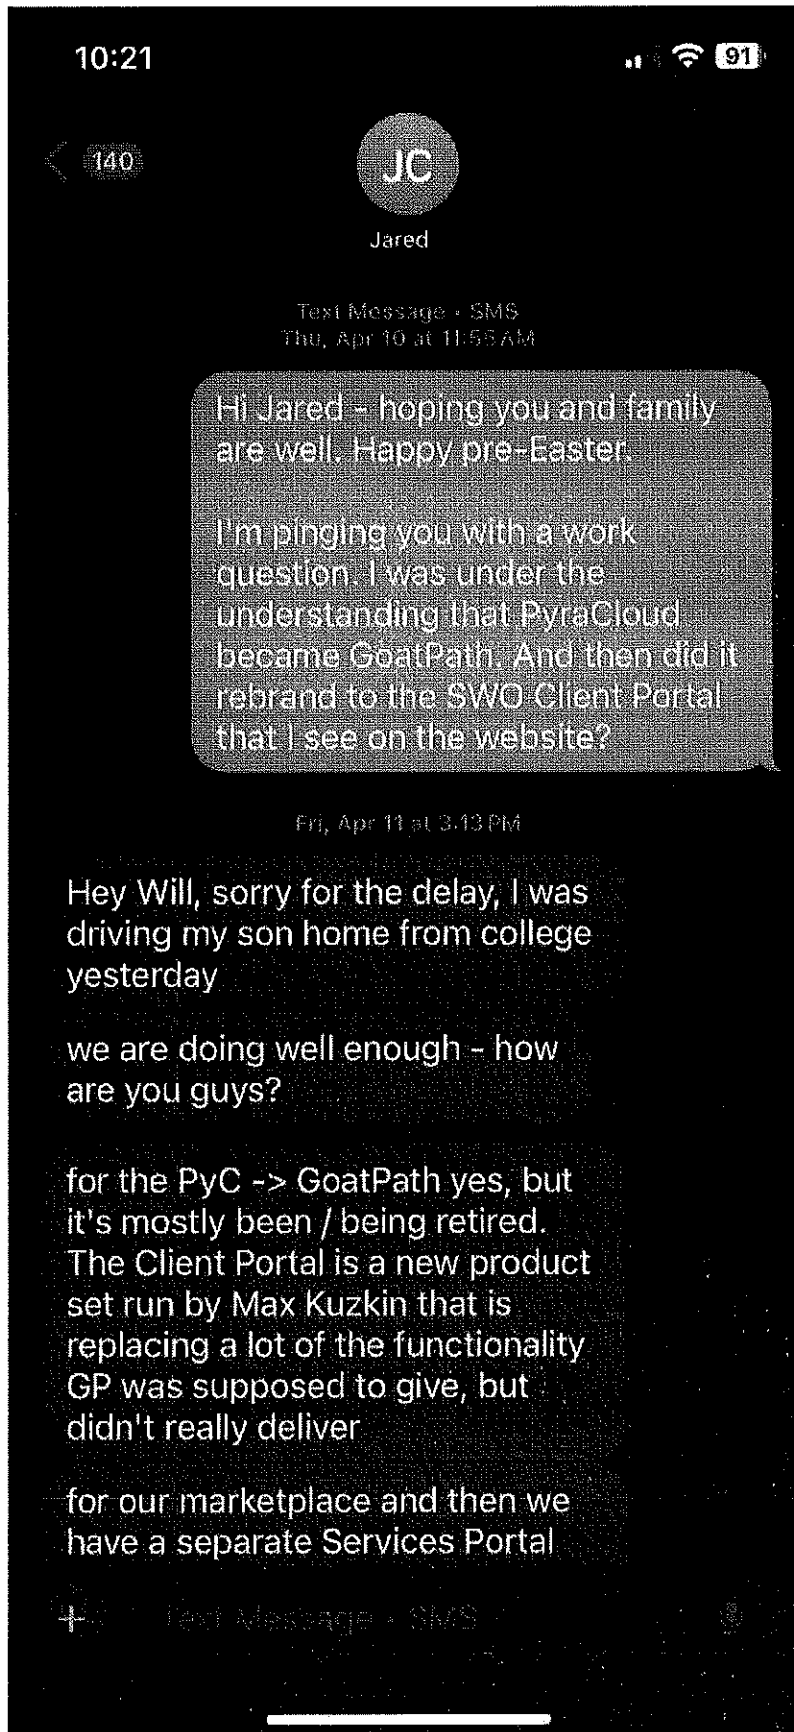 10:21
91
140
JC
Jared
Text Message - SMS
Thu, Apr 10 at 11:55 AM
Hi Jared - hoping you and family
are well. Happy pre-Easter.
I'm pinging you with a work
question. I was under the
understanding that PyraCloud
became GoatPath. And then did it
rebrand to the SWO Client Portal
that I see on the website?
Fri, Apr 11 at 3:13 PM
Hey Will, sorry for the delay, I was
driving my son home from college
yesterday
we are doing well enough - how
are you guys?
for the PyC -> GoatPath yes, but
it's mostly been / being retired.
The Client Portal is a new product
set run by Max Kuzkin that is
replacing a lot of the functionality
GP was supposed to give, but
didn't really deliver
for our marketplace and then we
have a separate Services Portal
+
Text Message - SMS